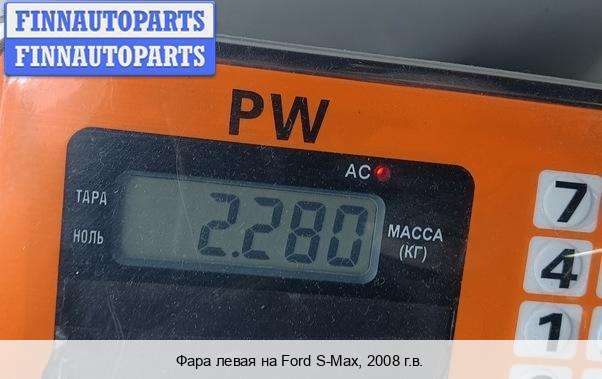 FINNAUTOPARTS
FINNAUTOPARTS
PW
AC
ТАРА
НОЛЬ
2.280
МАССА
(КГ)
7
4
1
Фара левая на Ford S-Max, 2008 г.в.